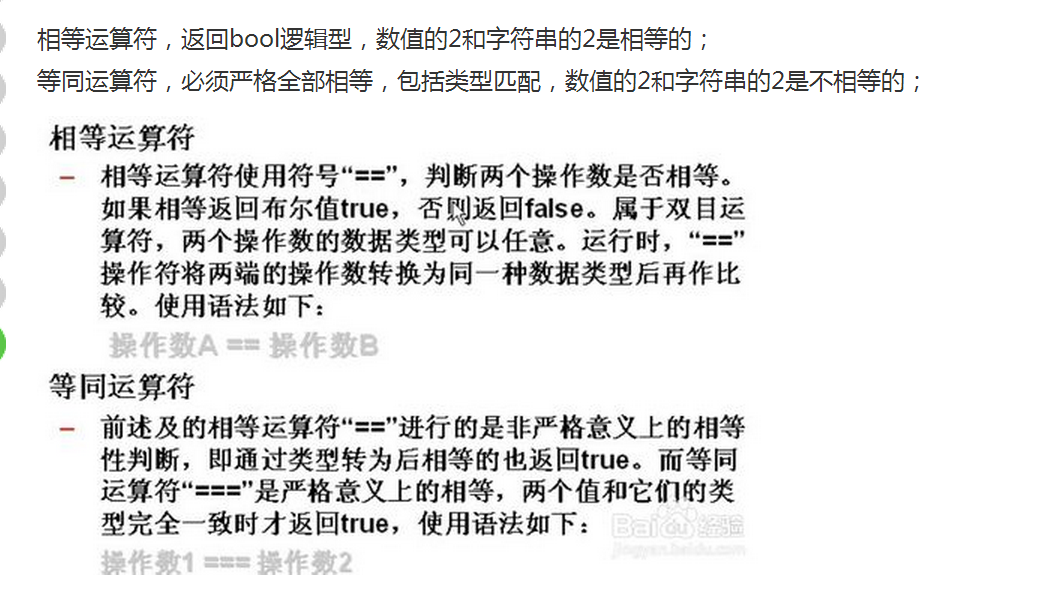 相等运算符，返回bool逻辑型，数值的2和字符串的2是相等的；
等同运算符，必须严格全部相等，包括类型匹配，数值的2和字符串的2是不相等的；
相等运算符
– 相等运算符使用符号“==”，判断两个操作数是否相等。
如果相等返回布尔值true，否则返回false。属于双目运
算符，两个操作数的数据类型可以任意。运行时，“==”
操作符将两端的操作数转换为同一种数据类型后再作比
较。使用语法如下：
操作数A == 操作数B
等同运算符
– 前述及的相等运算符“==”进行的是非严格意义上的相等
性判断，即通过类型转为后相等的也返回true。而等同
运算符“===”是严格意义上的相等，两个值和它们的类
型完全一致时才返回true，使用语法如下：
Bai 经验
jingyan.baidu.com
操作数1 === 操作数2